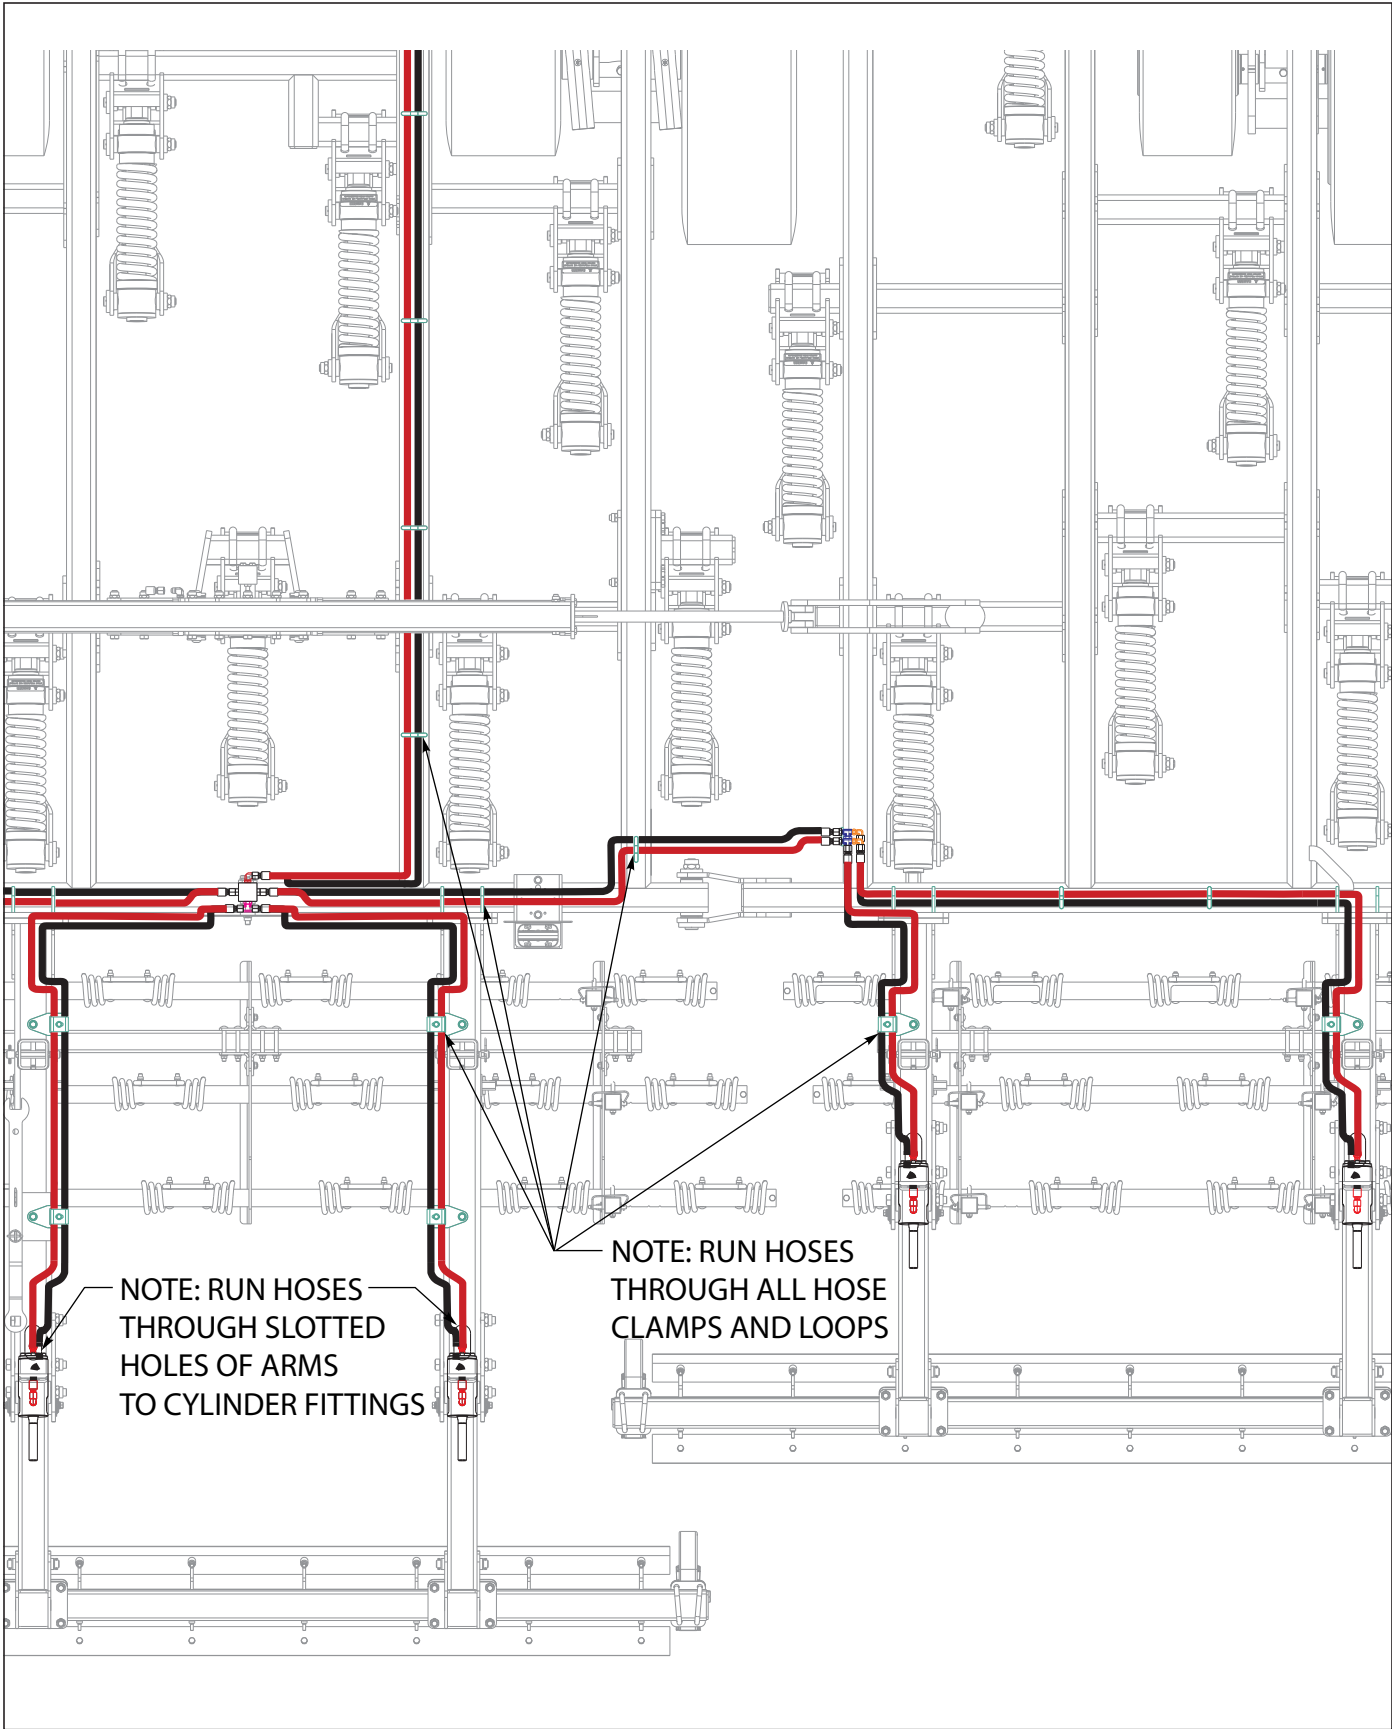 NOTE: RUN HOSES
THROUGH ALL HOSE
CLAMPS AND LOOPS
NOTE: RUN HOSES
THROUGH SLOTTED
HOLES OF ARMS
TO CYLINDER FITTINGS